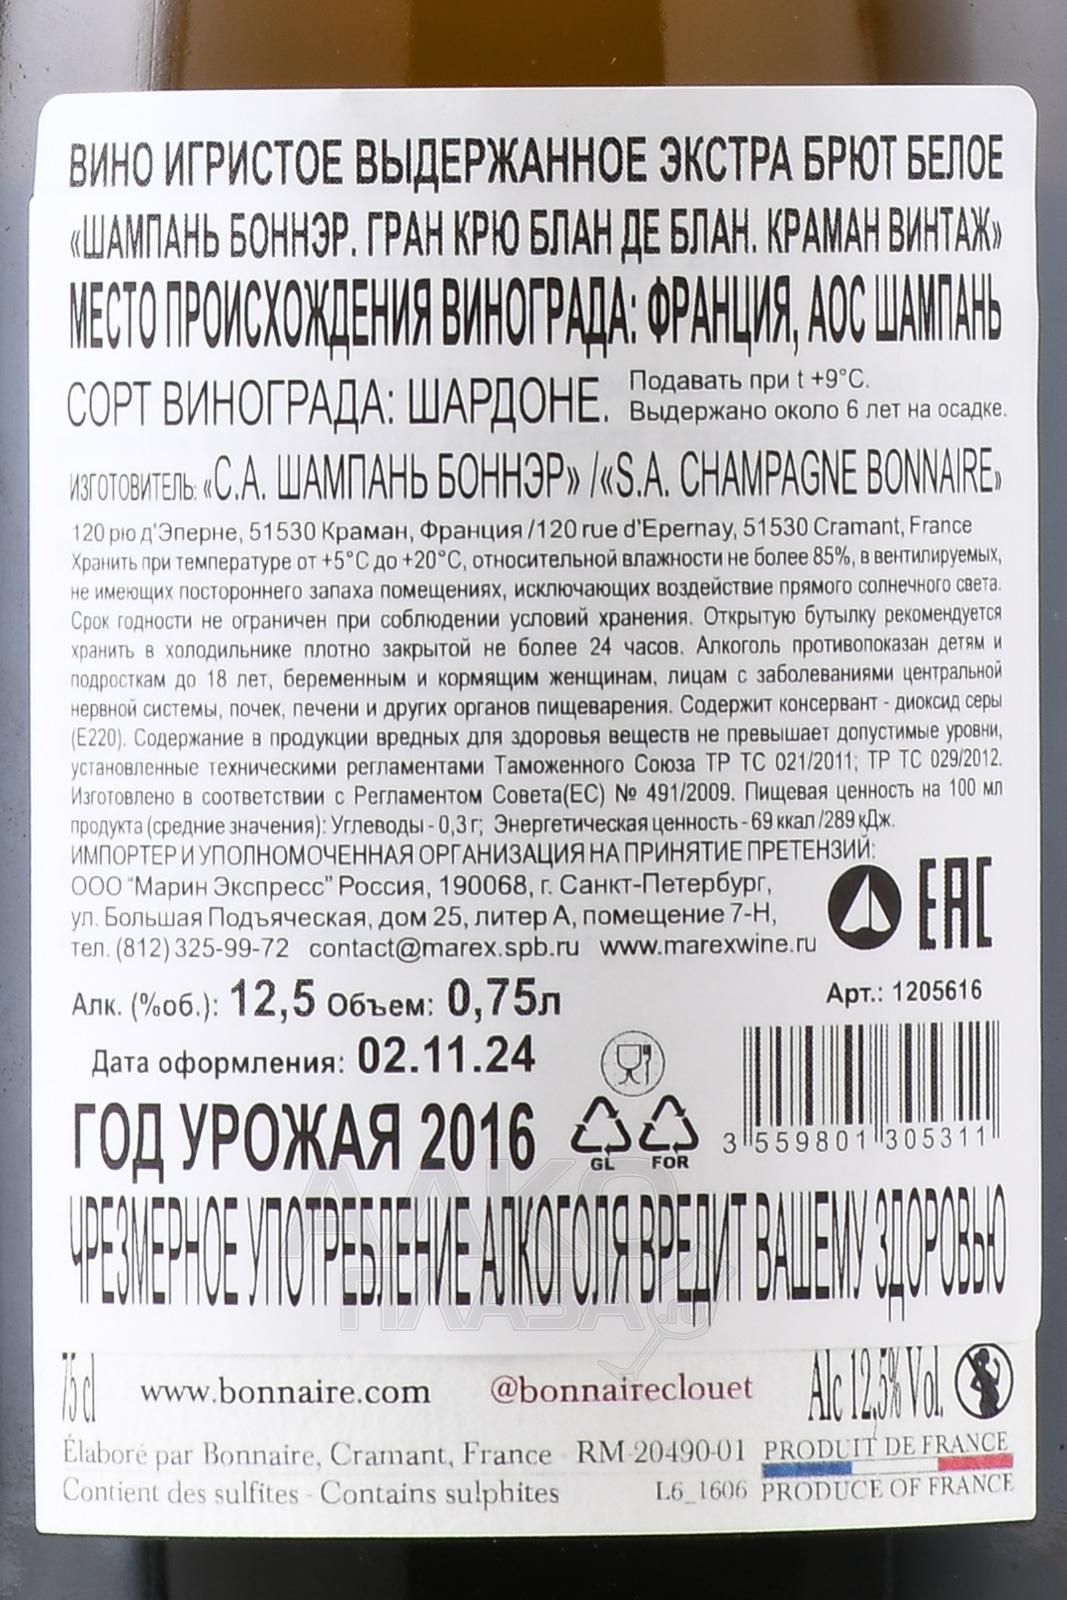 ВИНО ИГРИСТОЕ ВЫДЕРЖАННОЕ ЭКСТРА БРЮТ БЕЛОЕ
«ШАМПАНЬ БОННЭР. ГРАН КРЮ БЛАН ДЕ БЛАН. КРАМАН ВИНТАЖ»
МЕСТО ПРОИСХОЖДЕНИЯ ВИНОГРАДА: ФРАНЦИЯ, АОС ШАМПАНЬ
СОРТ ВИНОГРАДА: ШАРДОНЕ.
Подавать при t +9°С.
Выдержано около 6 лет на осадке.
ИЗГОТОВИТЕЛЬ: «С.А. ШАМПАНЬ БОННЭР» /«S.A. CHAMPAGNE BONNAIRE»
120 рю д'Эперне, 51530 Краман, Франция /120 rue d'Epernay, 51530 Cramant, France
Хранить при температуре от +5°С до +20°С, относительной влажности не более 85%, в вентилируемых,
не имеющих постороннего запаха помещениях, исключающих воздействие прямого солнечного света.
Срок годности не ограничен при соблюдении условий хранения. Открытую бутылку рекомендуется
хранить в холодильнике плотно закрытой не более 24 часов. Алкоголь противопоказан детям и
подросткам до 18 лет, беременным и кормящим женщинам, лицам с заболеваниями центральной
нервной системы, почек, печени и других органов пищеварения. Содержит консервант - диоксид серы
(Е220). Содержание в продукции вредных для здоровья веществ не превышает допустимые уровни,
установленные техническими регламентами Таможенного Союза ТР ТС 021/2011; ТР ТС 029/2012.
Изготовлено в соответствии с Регламентом Совета(ЕС) № 491/2009. Пищевая ценность на 100 мл
продукта (средние значения): Углеводы - 0,3 г; Энергетическая ценность - 69 ккал /289 кДж.
ИМПОРТЕР И УПОЛНОМОЧЕННАЯ ОРГАНИЗАЦИЯ НА ПРИНЯТИЕ ПРЕТЕНЗИЙ:
ООО “Марин Экспресс” Россия, 190068, г. Санкт-Петербург,
ул. Большая Подъяческая, дом 25, литер А, помещение 7-Н,
тел. (812) 325-99-72 contact@marex.spb.ru www.marexwine.ru
ЕАС
Алк. (%об.): 12,5 Объем: 0,75л
Арт.: 1205616
Дата оформления: 02.11.24
ГОД УРОЖАЯ 2016
GL FOR
3 559801 305311
ЧРЕЗМЕРНОЕ УПОТРЕБЛЕНИЕ АЛКОГОЛЯ ВРЕДИТ ВАШЕМУ ЗДОРОВЬЮ
АЛКО
ПЛАЗА.ru
75 cl www.bonnaire.com @bonnaireclouet Alc 12,5% Vol.
Élaboré par Bonnaire, Cramant, France - RM-20490-01 PRODUIT DE FRANCE
Contient des sulfites - Contains sulphites L6_1606 PRODUCE OF FRANCE